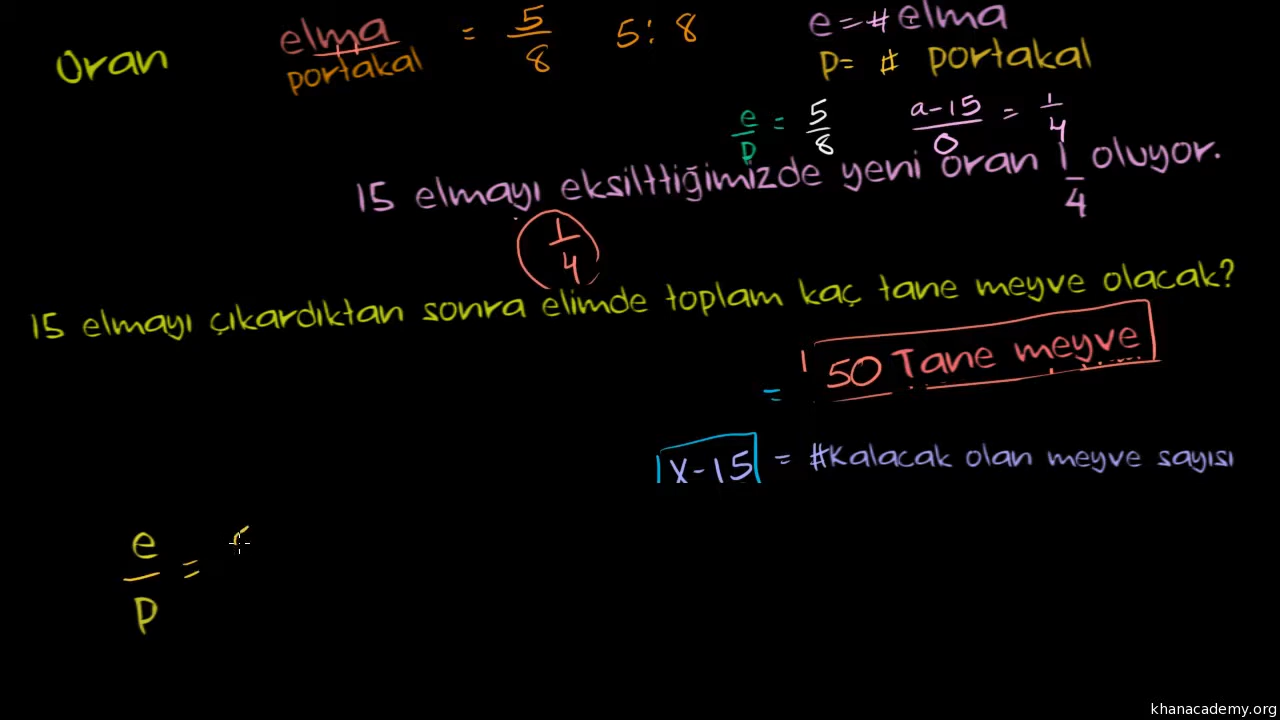 Oran elma/portakal = 5/8 5:8 e=# elma
p= # portakal
e/p = 5/8 a-15/0 = 1/4
15 elmayı eksilttiğimizde yeni oran 1/4 oluyor.
1/4
15 elmayı çıkardıktan sonra elimde toplam kaç tane meyve olacak?
= 50 Tane meyve
x-15 = #Kalacak olan meyve sayısı
e/p =
khanacademy.org